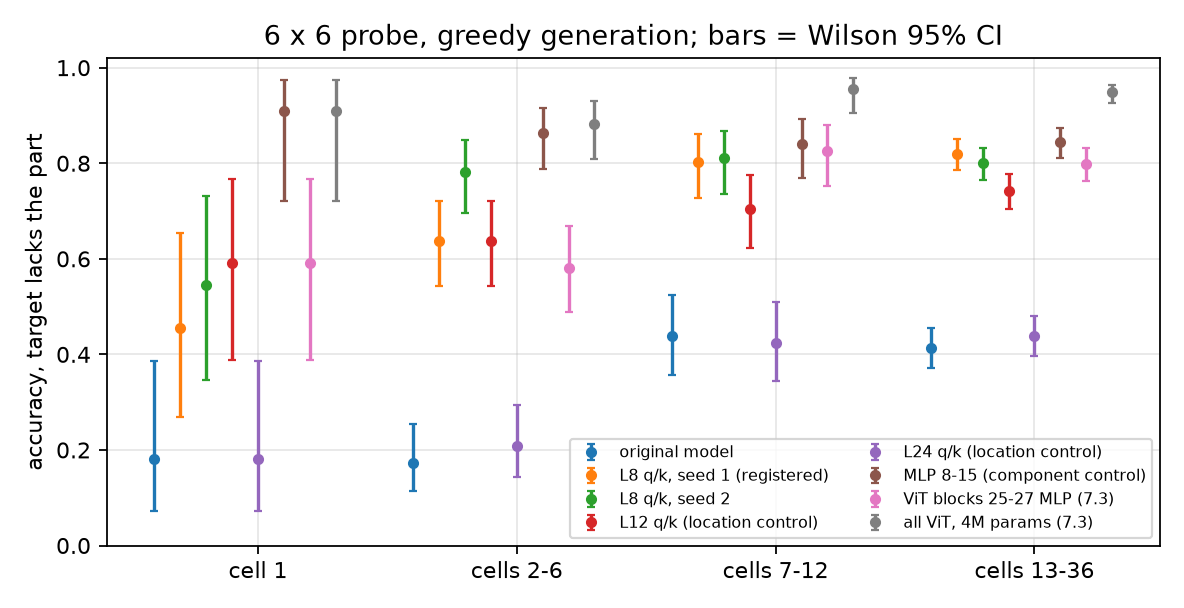 6 x 6 probe, greedy generation; bars = Wilson 95% CI
accuracy, target lacks the part
1.0
0.8
0.6
0.4
0.2
0.0
cell 1
cells 2-6
cells 7-12
cells 13-36
original model
L8 q/k, seed 1 (registered)
L8 q/k, seed 2
L12 q/k (location control)
L24 q/k (location control)
MLP 8-15 (component control)
ViT blocks 25-27 MLP (7.3)
all ViT, 4M params (7.3)